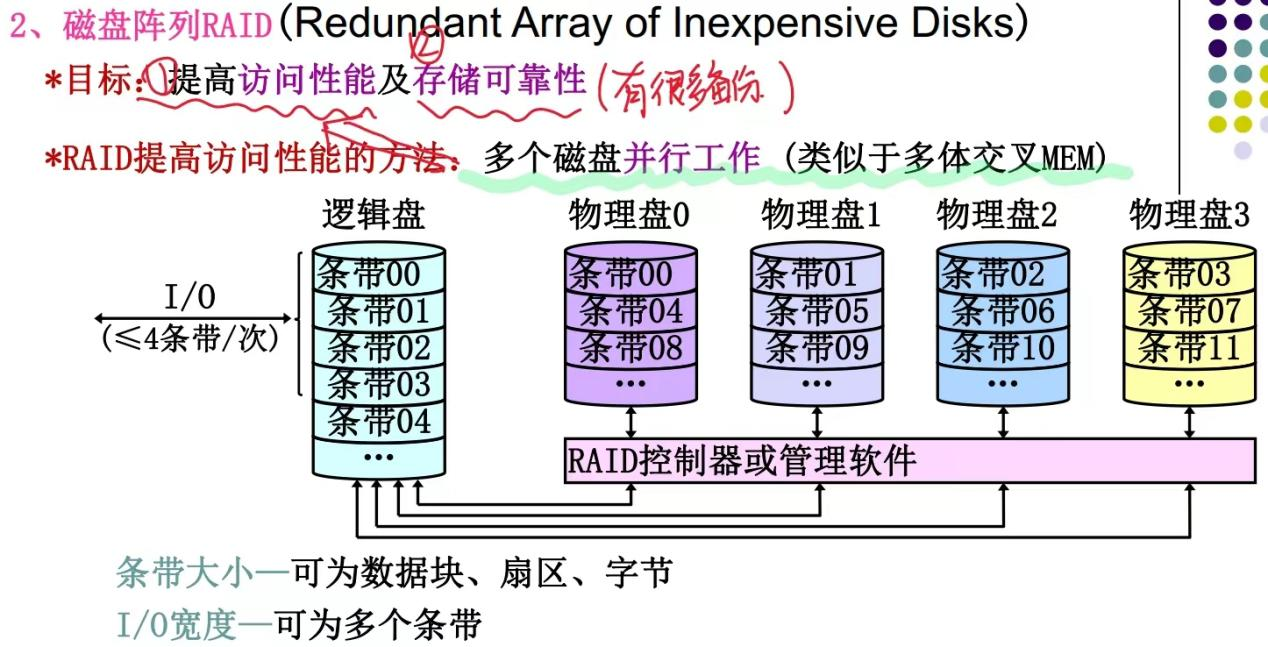 2、磁盘阵列RAID(Redundant Array of Inexpensive Disks)
*目标:①提高访问性能及②存储可靠性(有很多备份)
*RAID提高访问性能的方法:多个磁盘并行工作 (类似于多体交叉MEM)
逻辑盘 物理盘0 物理盘1 物理盘2 物理盘3
条带00 条带00 条带01 条带02 条带03
I/O
条带01 条带04 条带05 条带06 条带07
(≤4条带/次)
条带02 条带08 条带09 条带10 条带11
条带03 … … … …
条带04
…
RAID控制器或管理软件
条带大小—可为数据块、扇区、字节
I/O宽度—可为多个条带